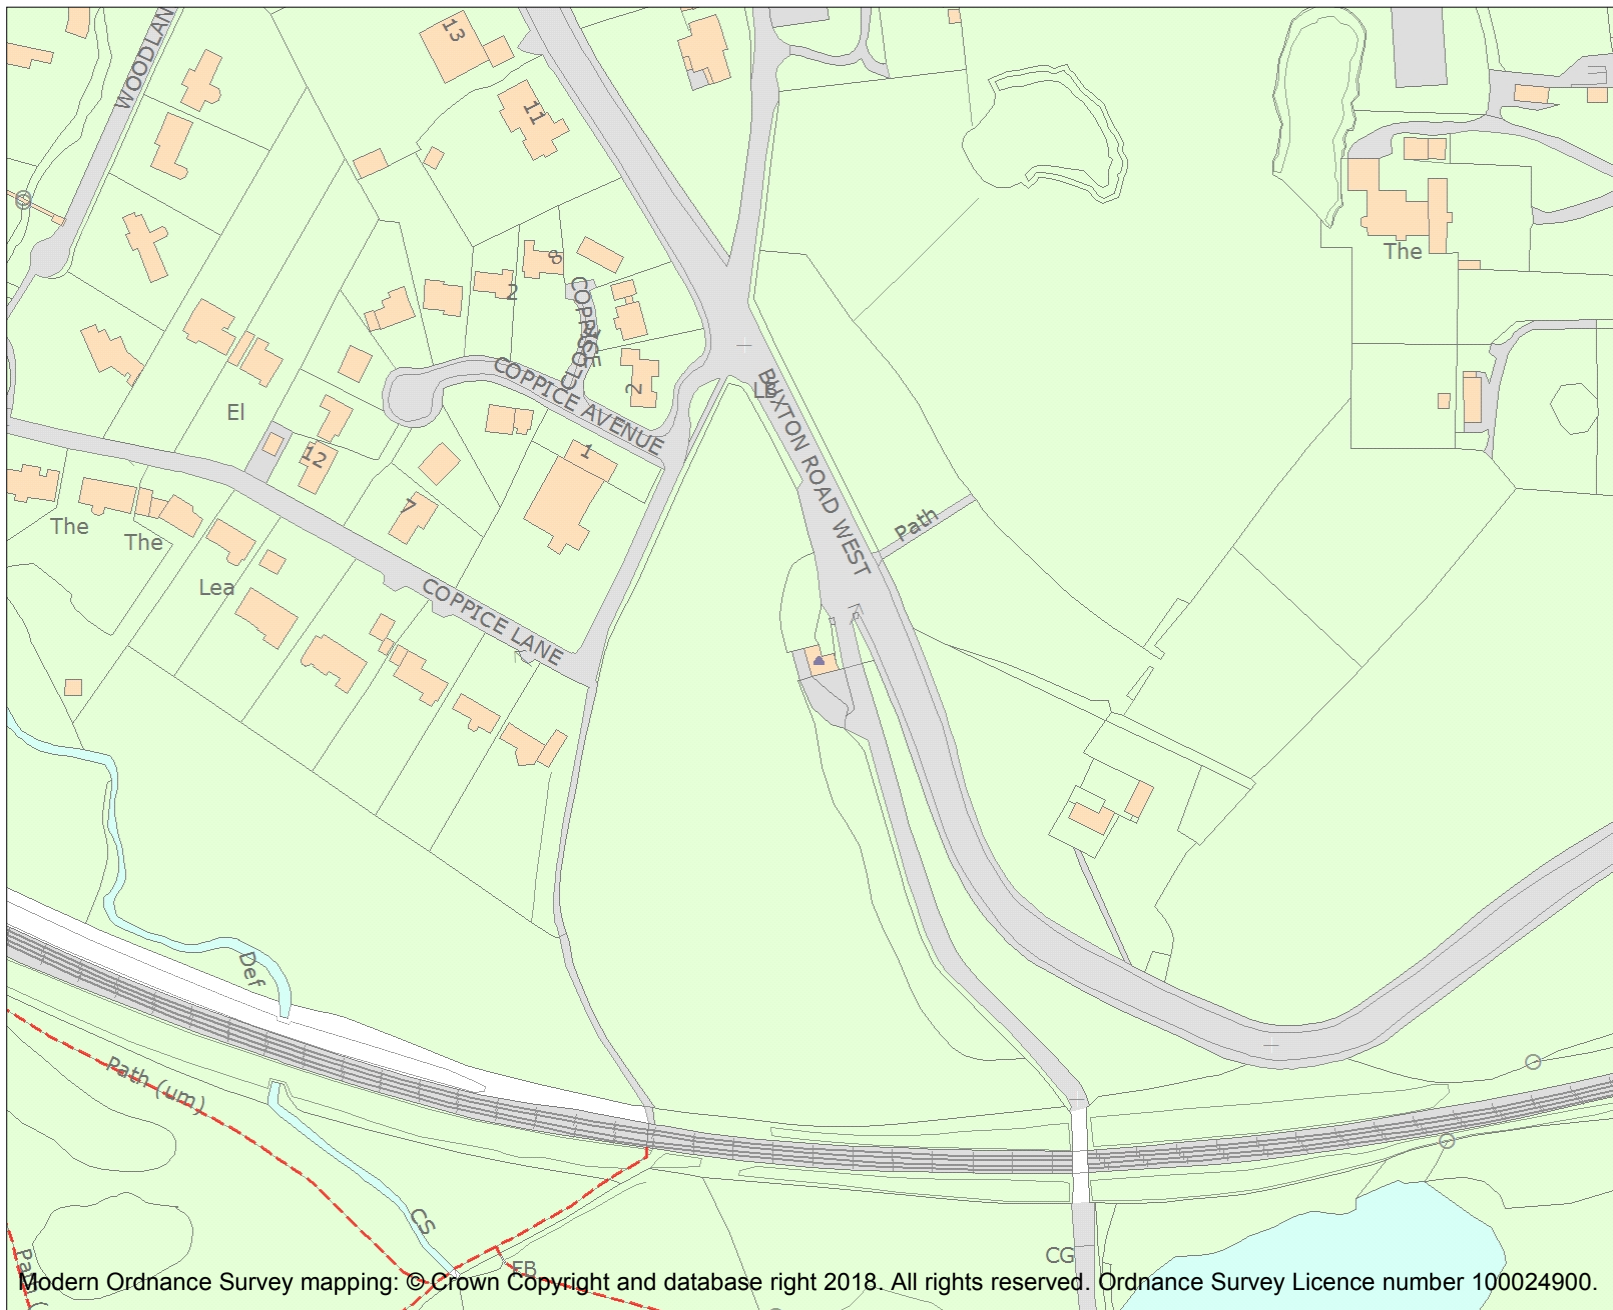 WOODLAN
13
11
8
2
COPPICE
CLOSE
The
COPPICE AVENUE
2
LB
BUXTON ROAD WEST
El
1
12
7
Path
The
The
Lea
COPPICE LANE
Def
Path (um)
CS
CG
FB
Modern Ordnance Survey mapping: © Crown Copyright and database right 2018. All rights reserved. Ordnance Survey Licence number 100024900.